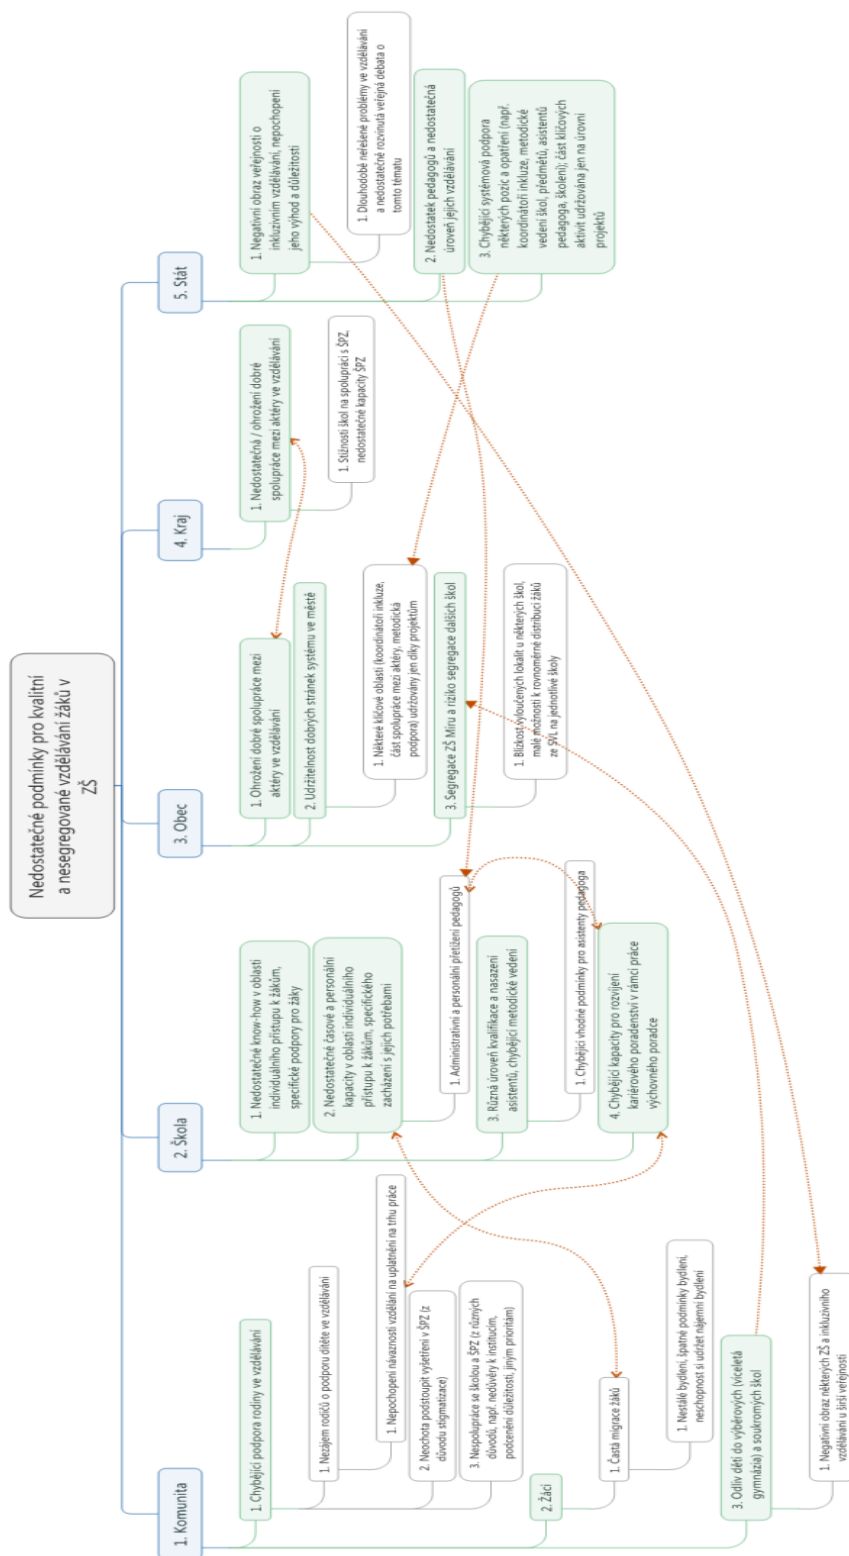 Nedostatečné podmínky pro kvalitní
a nesegregované vzdělávání žáků v
ZŠ
1. Komunita
1. Chybějící podpora rodiny ve vzdělávání
1. Nezájem rodičů o podporu dítěte ve vzdělávání
1. Nepochopení návaznosti vzdělání na uplatnění na trhu práce
2. Neochota podstoupit vyšetření v ŠPZ (z
důvodu stigmatizace)
3. Nespolupráce se školou a ŠPZ (z různých
důvodů, např. nedůvěry k institucím,
podcenění důležitosti, jiným prioritám)
2. Žáci
1. Častá migrace žáků
1. Nestálé bydlení, špatné podmínky bydlení,
neschopnost si udržet nájemní bydlení
3. Odliv dětí do výběrových (víceletá
gymnázia) a soukromých škol
1. Negativní obraz některých ZŠ a inkluzivního
vzdělávání u širší veřejnosti
2. Škola
1. Nedostatečné know-how v oblasti
individuálního přístupu k žákům,
specifické podpory pro žáky
2. Nedostatečné časové a personální
kapacity v oblasti individuálního
přístupu k žákům, specifického
zacházení s jejich potřebami
1. Administrativní a personální přetížení pedagogů
3. Různá úroveň kvalifikace a nasazení
asistentů, chybějící metodické vedení
1. Chybějící vhodné podmínky pro asistenty pedagoga
4. Chybějící kapacity pro rozvíjení
kariérového poradenství v rámci práce
výchovného poradce
3. Obec
1. Ohrožení dobré spolupráce mezi
aktéry ve vzdělávání
2. Udržitelnost dobrých stránek systému ve městě
1. Některé klíčové oblasti (koordinátoři inkluze,
část spolupráce mezi aktéry, metodická
podpora) udržovány jen díky projektům
3. Segregace ZŠ Míru a riziko segregace dalších škol
1. Blízkost vyloučených lokalit u některých škol,
malé možnosti k rovnoměrné distribuci žáků
ze SVL na jednotlivé školy
4. Kraj
1. Nedostatečná / ohrožení dobré
spolupráce mezi aktéry ve vzdělávání
1. Stížnosti škol na spolupráci s ŠPZ,
nedostatečné kapacity ŠPZ
5. Stát
1. Negativní obraz veřejnosti o
inkluzivním vzdělávání, nepochopení
jeho výhod a důležitosti
1. Dlouhodobě neřešené problémy ve vzdělávání
a nedostatečně rozvinutá veřejná debata o
tomto tématu
2. Nedostatek pedagogů a nedostatečná
úroveň jejich vzdělávání
3. Chybějící systémová podpora
některých pozic a opatření (např.
koordinátoři inkluze, metodické
vedení škol, předmětů, asistentů
pedagoga, školení); část klíčových
aktivit udržována jen na úrovni
projektů